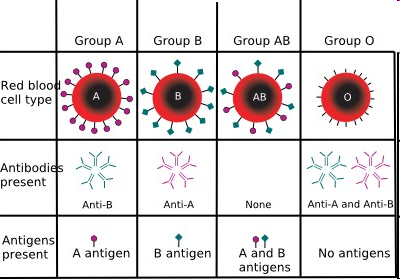 Group A Group B Group AB Group O
Red blood
cell type
A B AB O
Antibodies
present
Anti-B Anti-A None Anti-A and Anti-B
Antigens
present
A antigen B antigen A and B
antigens No antigens